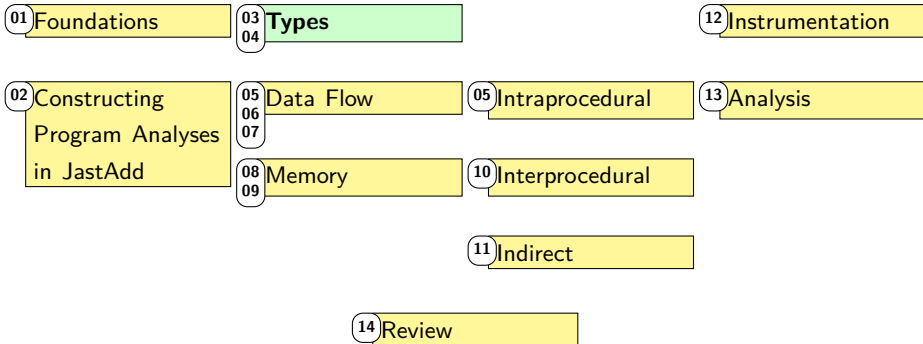 01 Foundations
03 Types
04
12 Instrumentation
02 Constructing
Program Analyses
in JastAdd
05 Data Flow
06
07
05 Intraprocedural
13 Analysis
08 Memory
09
10 Interprocedural
11 Indirect
14 Review